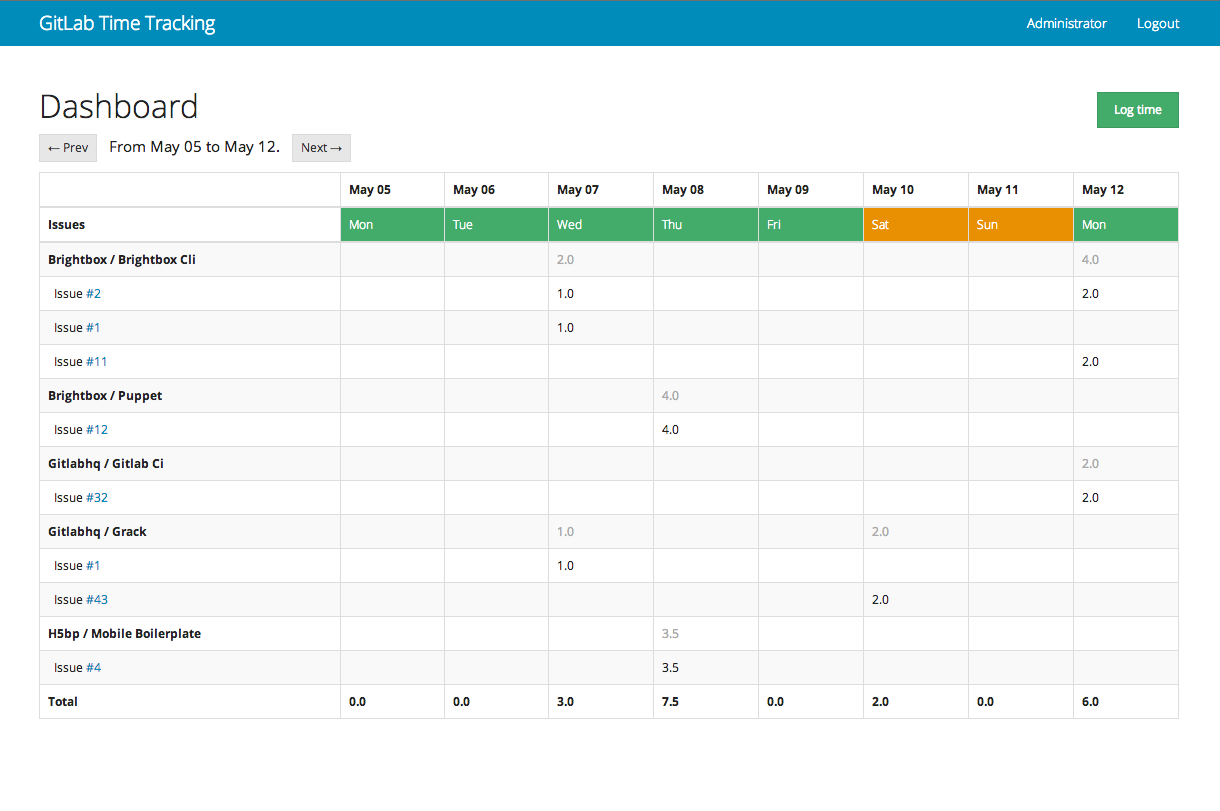 GitLab Time Tracking Administrator Logout
Dashboard Log time
← Prev From May 05 to May 12. Next →
May 05 May 06 May 07 May 08 May 09 May 10 May 11 May 12
Issues Mon Tue Wed Thu Fri Sat Sun Mon
Brightbox / Brightbox Cli 2.0 4.0
Issue #2 1.0 2.0
Issue #1 1.0
Issue #11 2.0
Brightbox / Puppet 4.0
Issue #12 4.0
Gitlabhq / Gitlab Ci 2.0
Issue #32 2.0
Gitlabhq / Grack 1.0 2.0
Issue #1 1.0
Issue #43 2.0
H5bp / Mobile Boilerplate 3.5
Issue #4 3.5
Total 0.0 0.0 3.0 7.5 0.0 2.0 0.0 6.0